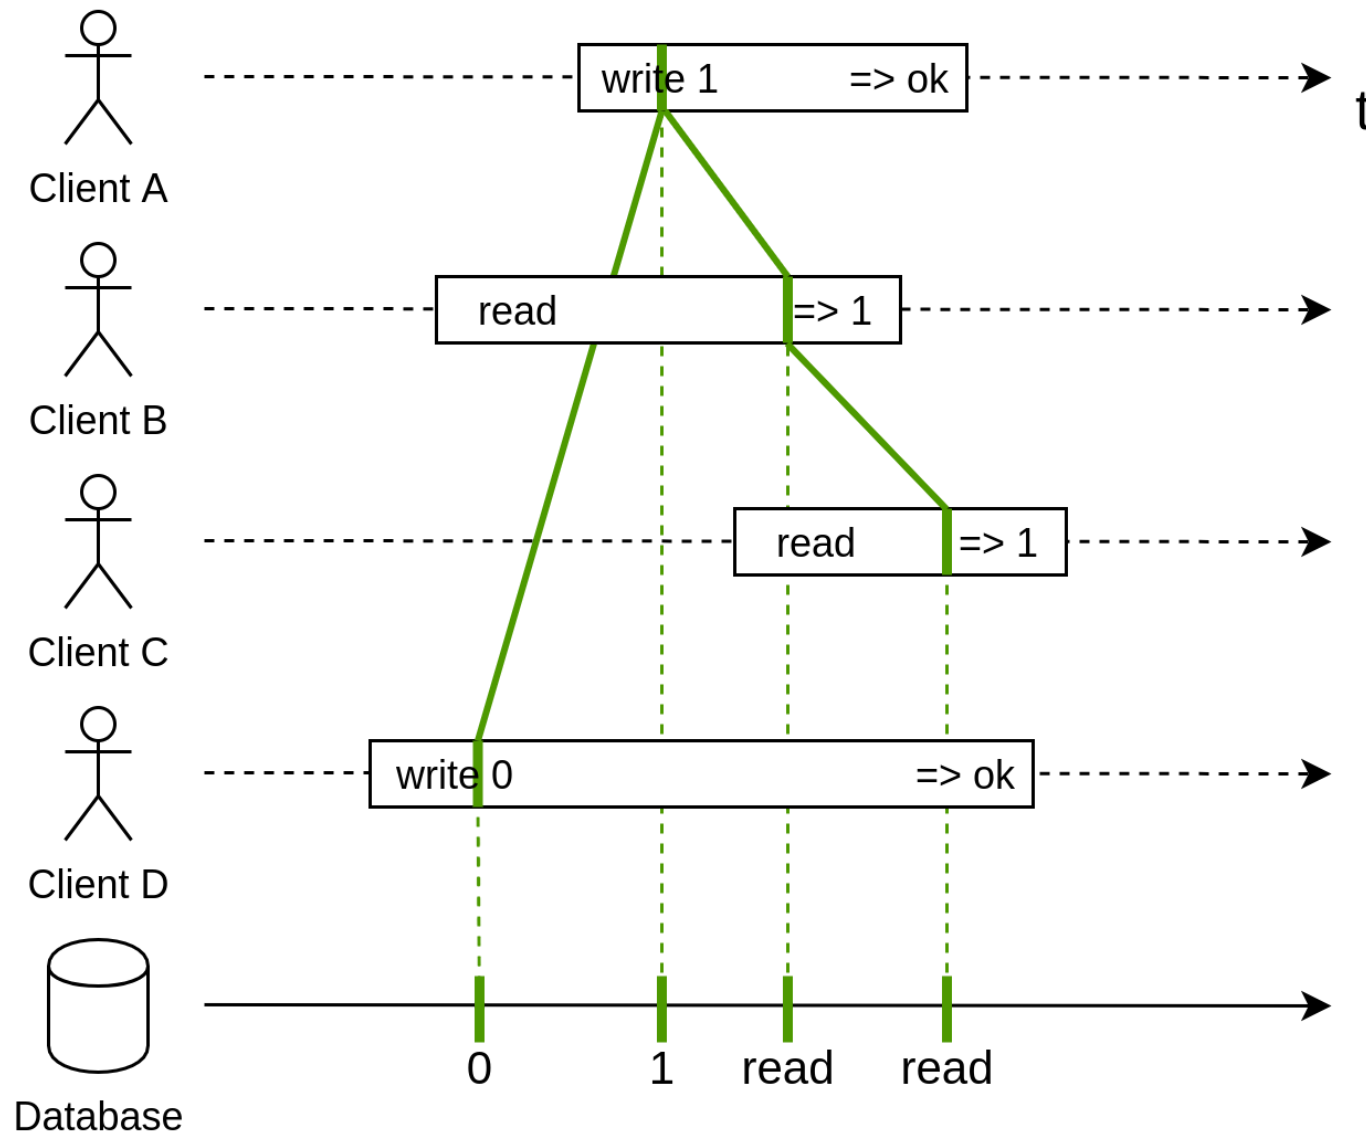 write 1 => ok
t
Client A
read => 1
Client B
read => 1
Client C
write 0 => ok
Client D
0 1 read read
Database